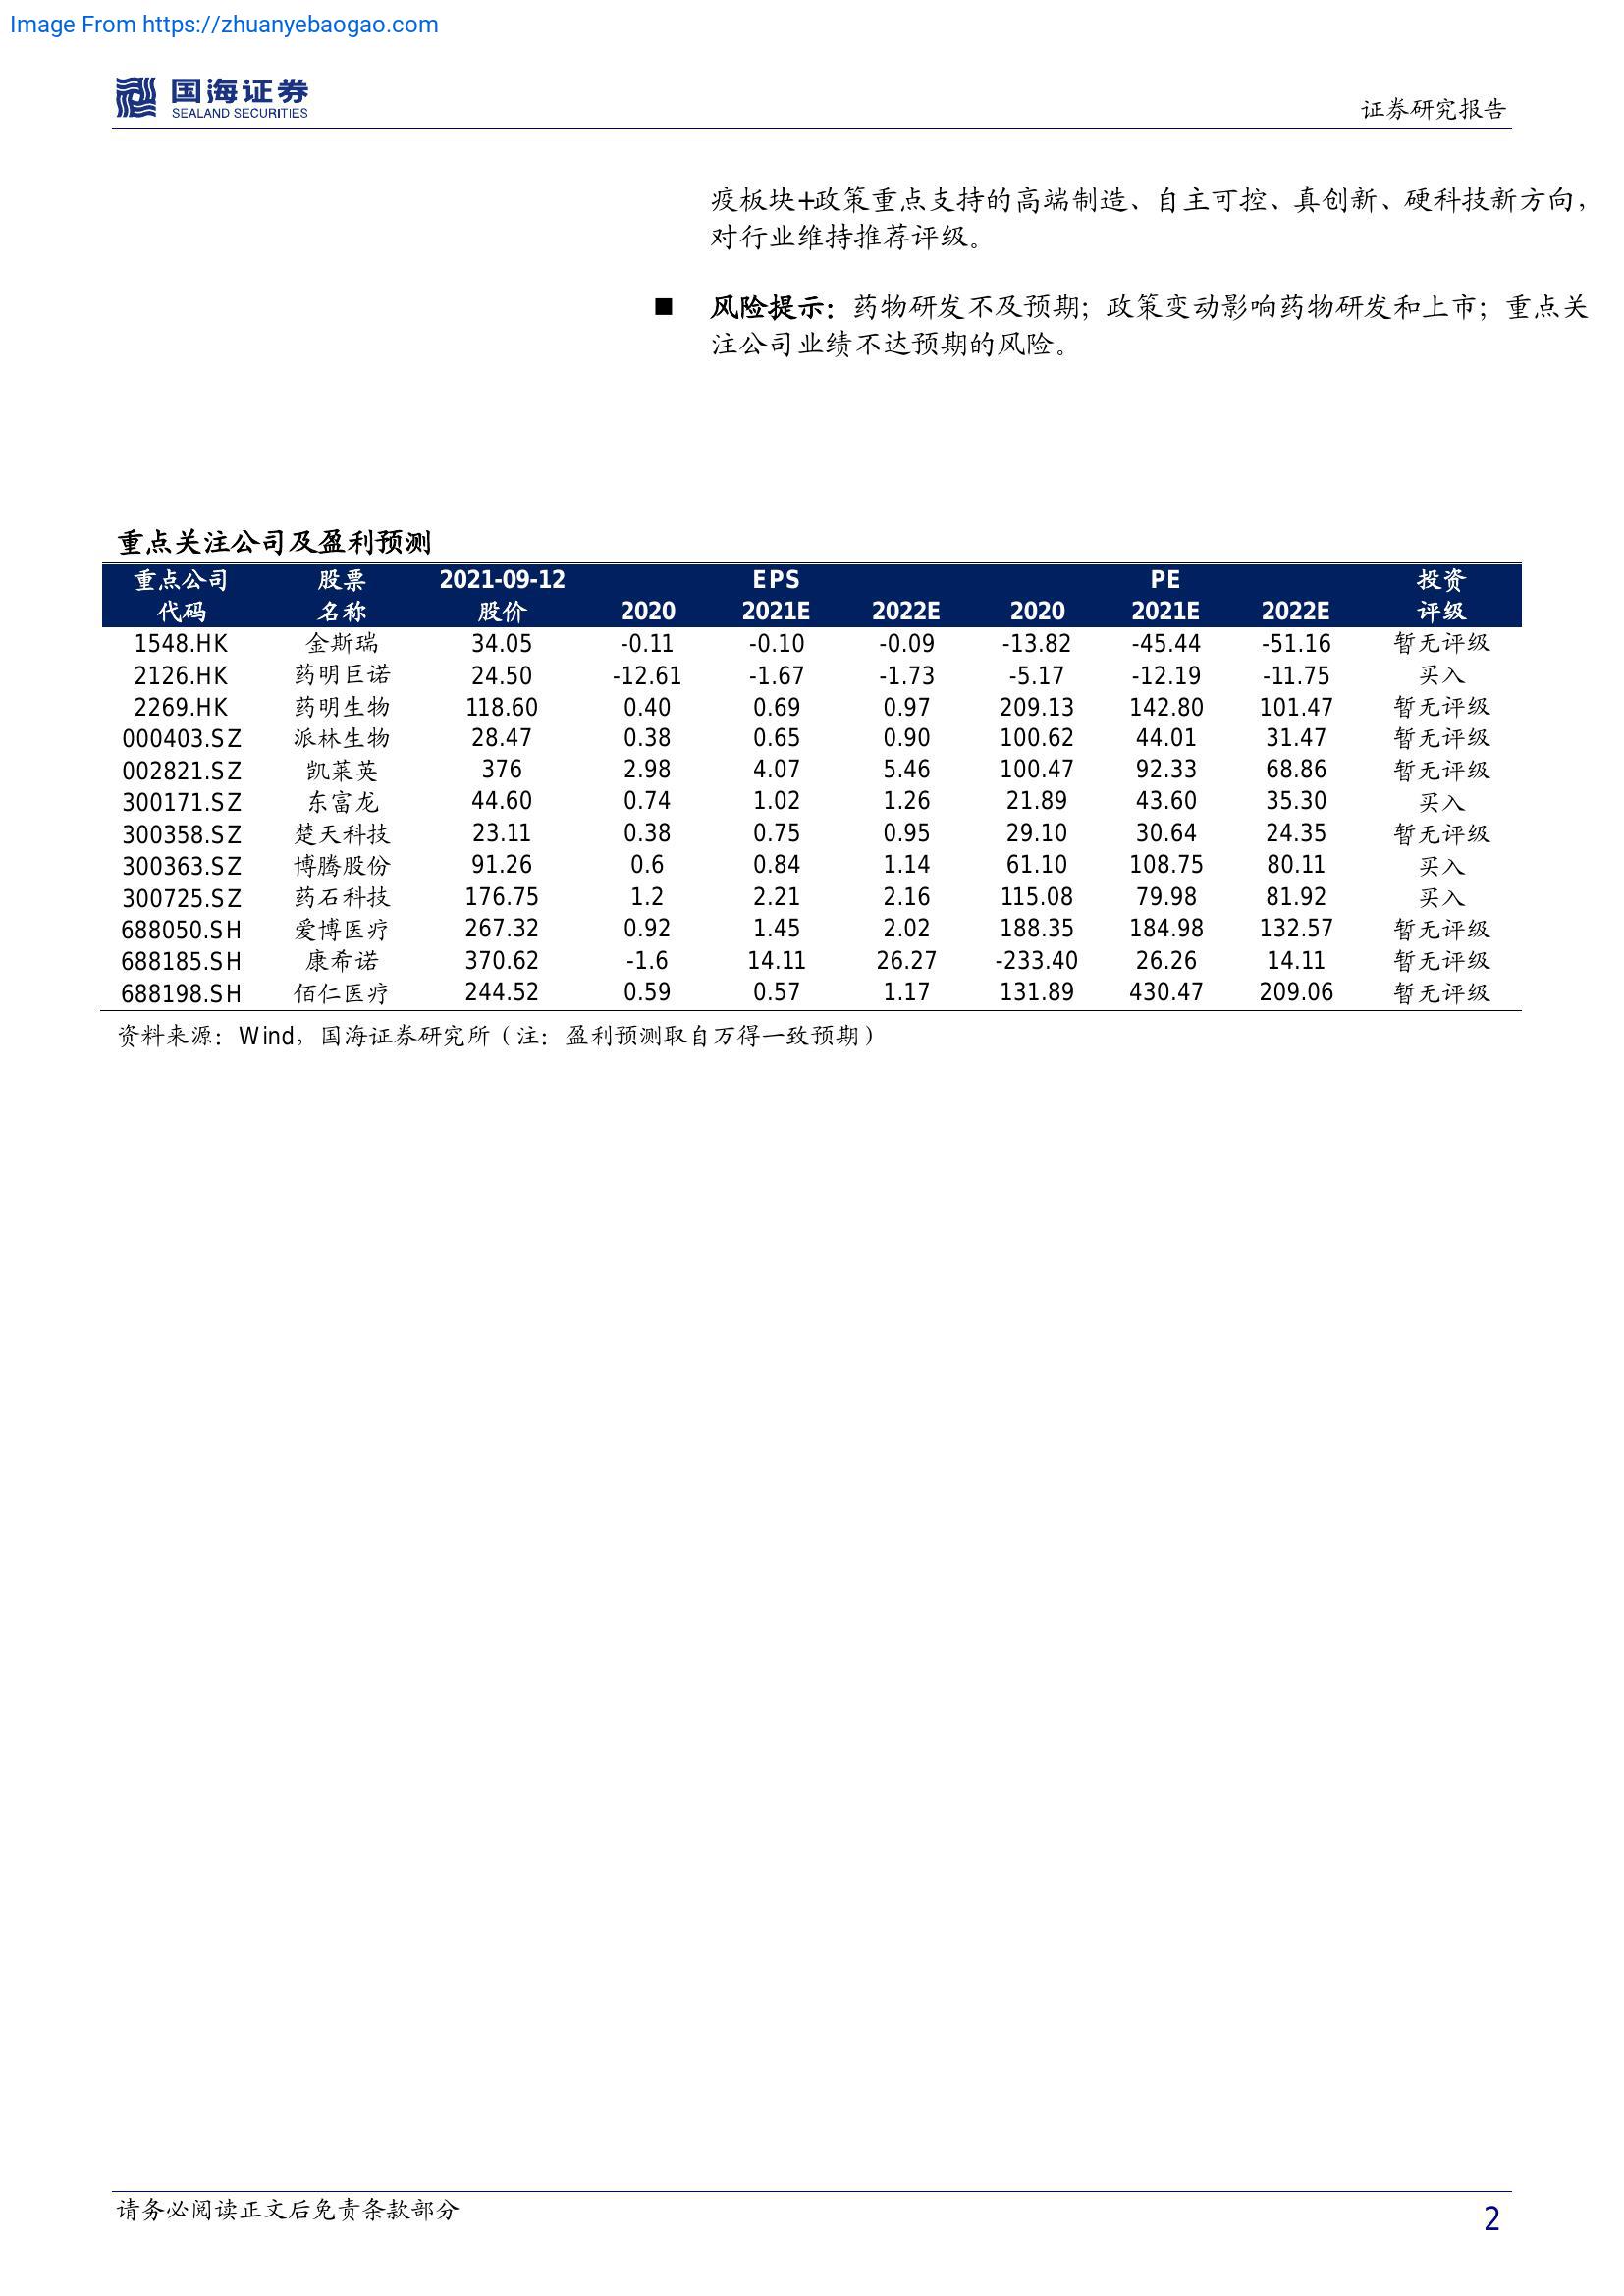 Image From https://zhuanyebaogao.com
国海证券
SEALAND SECURITIES
证券研究报告
疫板块+政策重点支持的高端制造、自主可控、真创新、硬科技新方向，
对行业维持推荐评级。
■ 风险提示：药物研发不及预期；政策变动影响药物研发和上市；重点关
注公司业绩不达预期的风险。
重点关注公司及盈利预测
重点公司 股票 2021-09-12 EPS PE 投资
代码 名称 股价 2020 2021E 2022E 2020 2021E 2022E 评级
1548.HK 金斯瑞 34.05 -0.11 -0.10 -0.09 -13.82 -45.44 -51.16 暂无评级
2126.HK 药明巨诺 24.50 -12.61 -1.67 -1.73 -5.17 -12.19 -11.75 买入
2269.HK 药明生物 118.60 0.40 0.69 0.97 209.13 142.80 101.47 暂无评级
000403.SZ 派林生物 28.47 0.38 0.65 0.90 100.62 44.01 31.47 暂无评级
002821.SZ 凯莱英 376 2.98 4.07 5.46 100.47 92.33 68.86 暂无评级
300171.SZ 东富龙 44.60 0.74 1.02 1.26 21.89 43.60 35.30 买入
300358.SZ 楚天科技 23.11 0.38 0.75 0.95 29.10 30.64 24.35 暂无评级
300363.SZ 博腾股份 91.26 0.6 0.84 1.14 61.10 108.75 80.11 买入
300725.SZ 药石科技 176.75 1.2 2.21 2.16 115.08 79.98 81.92 买入
688050.SH 爱博医疗 267.32 0.92 1.45 2.02 188.35 184.98 132.57 暂无评级
688185.SH 康希诺 370.62 -1.6 14.11 26.27 -233.40 26.26 14.11 暂无评级
688198.SH 佰仁医疗 244.52 0.59 0.57 1.17 131.89 430.47 209.06 暂无评级
资料来源：Wind，国海证券研究所（注：盈利预测取自万得一致预期）
请务必阅读正文后免责条款部分
2